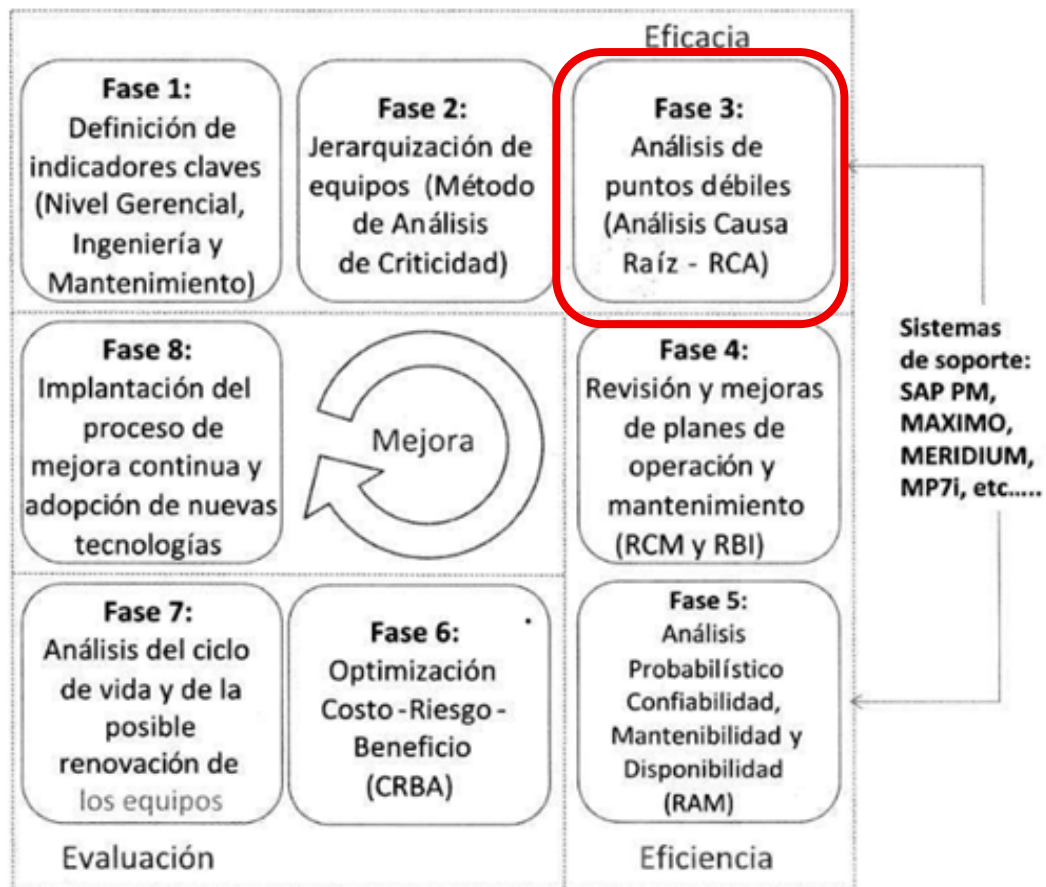 Eficacia
Fase 1:
Definición de
indicadores claves
(Nivel Gerencial,
Ingeniería y
Mantenimiento)
Fase 2:
Jerarquización de
equipos (Método
de Análisis
de Criticidad)
Fase 3:
Análisis de
puntos débiles
(Análisis Causa
Raíz - RCA)
Fase 8:
Implantación del
proceso de
mejora continua y
adopción de nuevas
tecnologías
Mejora
Fase 4:
Revisión y mejoras
de planes de
operación y
mantenimiento
(RCM y RBI)
Sistemas
de soporte:
SAP PM,
MAXIMO,
MERIDIUM,
MP7i, etc.....
Fase 7:
Análisis del ciclo
de vida y de la
posible
renovación de
los equipos
Fase 6:
Optimización
Costo-Riesgo-
Beneficio
(CRBA)
Fase 5:
Análisis
Probabilístico
Confiabilidad,
Mantenibilidad y
Disponibilidad
(RAM)
Evaluación
Eficiencia